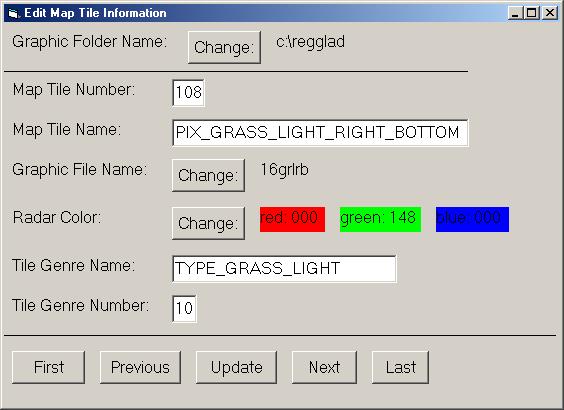 Edit Map Tile Information
Graphic Folder Name: Change: c:\regglad
Map Tile Number: 108
Map Tile Name: PIX_GRASS_LIGHT_RIGHT_BOTTOM
Graphic File Name: Change: 16grlrb
Radar Color: Change: red: 000 green: 148 blue: 000
Tile Genre Name: TYPE_GRASS_LIGHT
Tile Genre Number: 10
First Previous Update Next Last